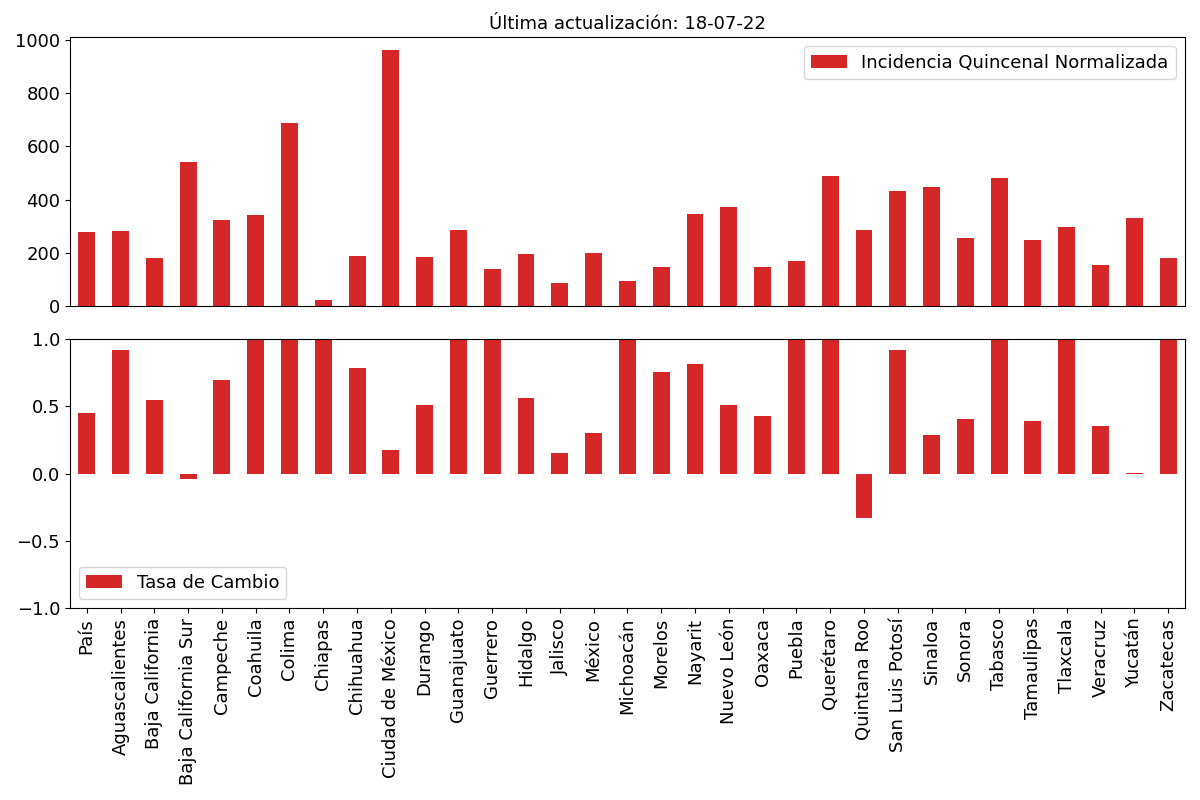 Última actualización: 18-07-22
1000
800
600
400
200
0
Incidencia Quincenal Normalizada
1.0
0.5
0.0
−0.5
−1.0
Tasa de Cambio
País
Aguascalientes
Baja California
Baja California Sur
Campeche
Coahuila
Colima
Chiapas
Chihuahua
Ciudad de México
Durango
Guanajuato
Guerrero
Hidalgo
Jalisco
México
Michoacán
Morelos
Nayarit
Nuevo León
Oaxaca
Puebla
Querétaro
Quintana Roo
San Luis Potosí
Sinaloa
Sonora
Tabasco
Tamaulipas
Tlaxcala
Veracruz
Yucatán
Zacatecas